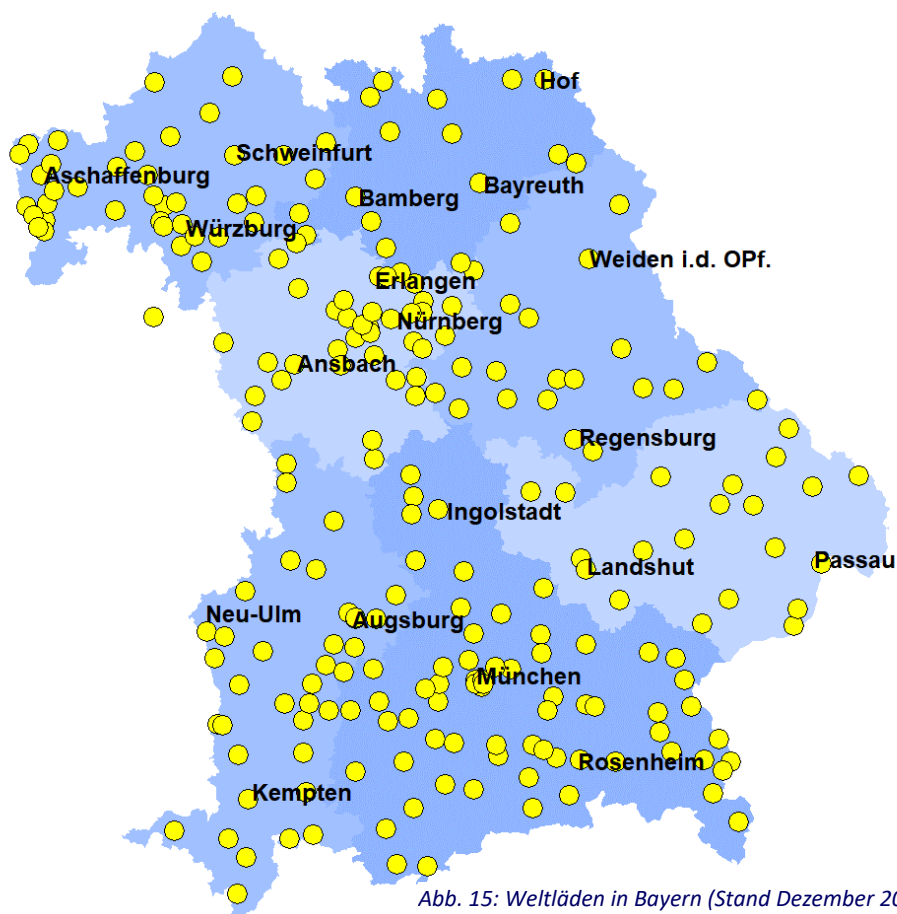 Hof
Schweinfurt
Aschaffenburg
Bayreuth
Bamberg
Würzburg
Weiden i.d. OPf.
Erlangen
Nürnberg
Ansbach
Regensburg
Ingolstadt
Passau
Landshut
Neu-Ulm
Augsburg
München
Rosenheim
Kempten
Abb. 15: Weltläden in Bayern (Stand Dezember 20